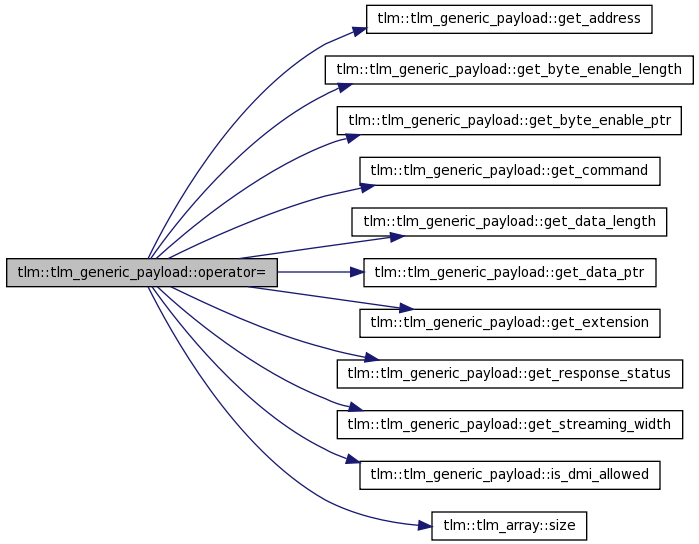 tlm::tlm_generic_payload::get_address
tlm::tlm_generic_payload::get_byte_enable_length
tlm::tlm_generic_payload::get_byte_enable_ptr
tlm::tlm_generic_payload::get_command
tlm::tlm_generic_payload::get_data_length
tlm::tlm_generic_payload::operator=
tlm::tlm_generic_payload::get_data_ptr
tlm::tlm_generic_payload::get_extension
tlm::tlm_generic_payload::get_response_status
tlm::tlm_generic_payload::get_streaming_width
tlm::tlm_generic_payload::is_dmi_allowed
tlm::tlm_array::size